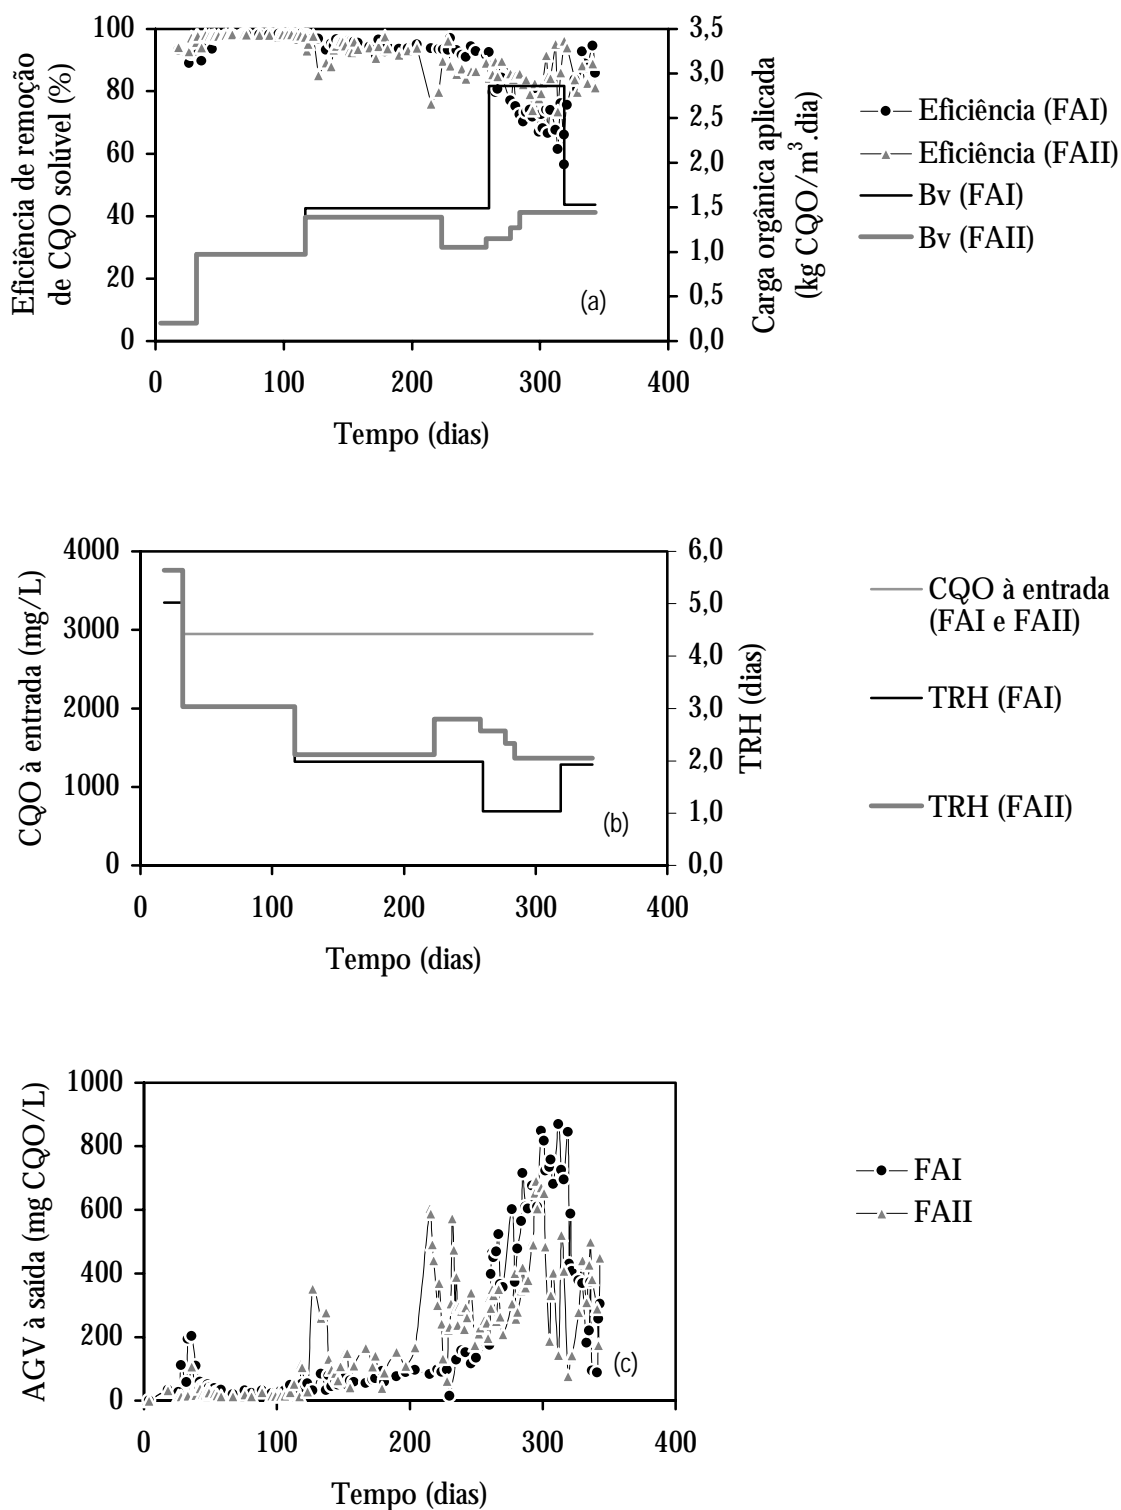 Eficiência de remoção
de CQO solúvel (%)
100
80
60
40
20
0
3,5
3,0
2,5
2,0
1,5
1,0
0,5
0,0
Carga orgânica aplicada
(kg CQO/m³.dia)
(a)
0
100
200
300
400
Tempo (dias)
Eficiência (FAI)
Eficiência (FAII)
Bv (FAI)
Bv (FAII)
CQO à entrada (mg/L)
4000
3000
2000
1000
0
6,0
5,0
4,0
3,0
2,0
1,0
0,0
TRH (dias)
(b)
0
100
200
300
400
Tempo (dias)
CQO à entrada
(FAI e FAII)
TRH (FAI)
TRH (FAII)
AGV à saída (mg CQO/L)
1000
800
600
400
200
0
(c)
0
100
200
300
400
Tempo (dias)
FAI
FAII